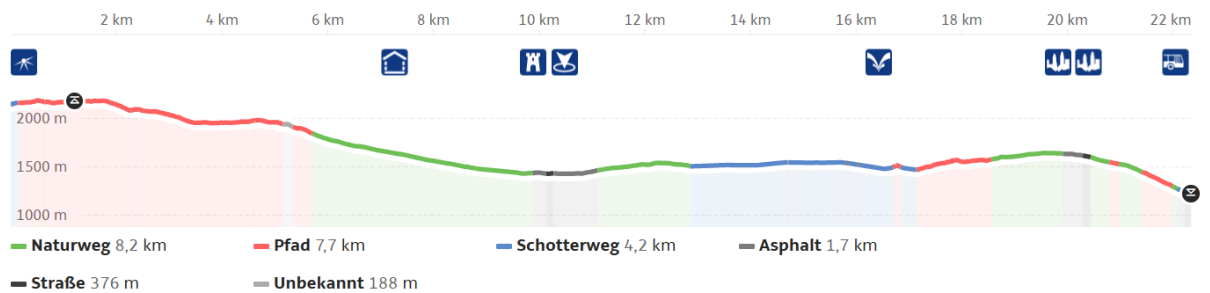 2 km 4 km 6 km 8 km 10 km 12 km 14 km 16 km 18 km 20 km 22 km
2000 m
1500 m
1000 m
Naturweg 8,2 km Pfad 7,7 km Schotterweg 4,2 km Asphalt 1,7 km
Straße 376 m Unbekannt 188 m